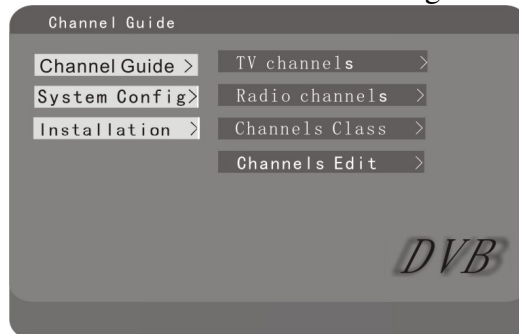 Channel Guide
Channel Guide >
System Config>
Installation >
TV channels >
Radio channels >
Channels Class >
Channels Edit >
DVB